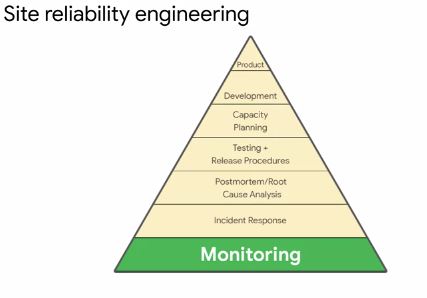 Site reliability engineering
Product
Development
Capacity
Planning
Testing +
Release Procedures
Postmortem/Root
Cause Analysis
Incident Response
Monitoring